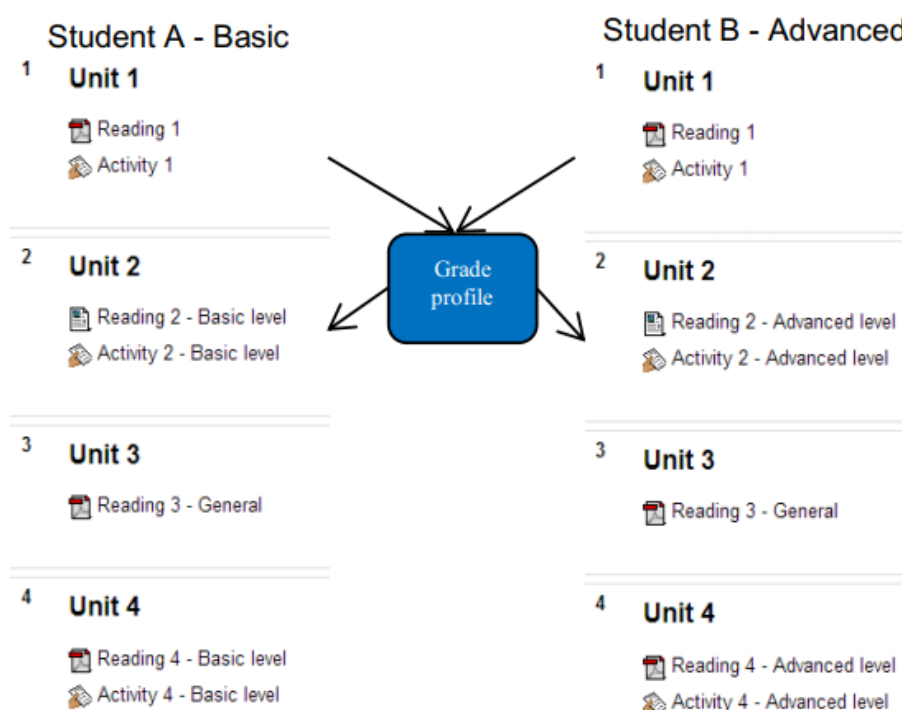 Student A - Basic
1 Unit 1
Reading 1
Activity 1
2 Unit 2
Reading 2 - Basic level
Activity 2 - Basic level
3 Unit 3
Reading 3 - General
4 Unit 4
Reading 4 - Basic level
Activity 4 - Basic level
Grade
profile
Student B - Advanced
1 Unit 1
Reading 1
Activity 1
2 Unit 2
Reading 2 - Advanced level
Activity 2 - Advanced level
3 Unit 3
Reading 3 - General
4 Unit 4
Reading 4 - Advanced level
Activity 4 - Advanced level